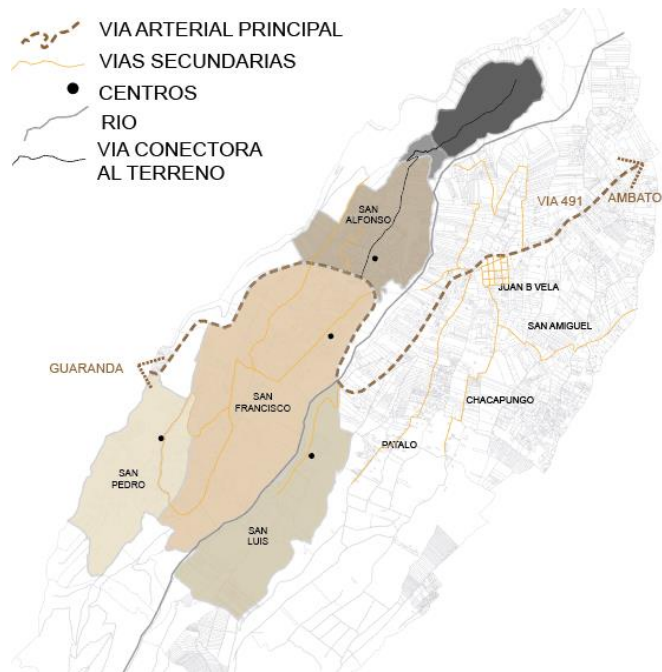 VIA ARTERIAL PRINCIPAL
VIAS SECUNDARIAS
CENTROS
RIO
VIA CONECTORA
AL TERRENO
SAN
ALFONSO
VIA 491
AMBATO
JUAN B VELA
SAN AMIGUEL
GUARANDA
SAN
FRANCISCO
CHACAPUNGO
PATALO
SAN
PEDRO
SAN
LUIS